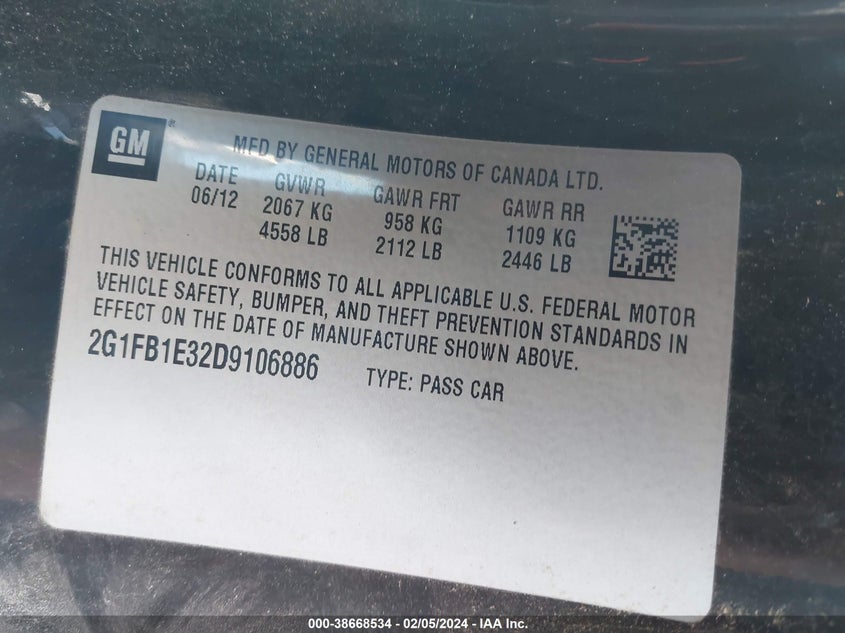 GM ®
MFD BY GENERAL MOTORS OF CANADA LTD.
DATE GVWR GAWR FRT GAWR RR
06/12 2067 KG 958 KG 1109 KG
4558 LB 2112 LB 2446 LB
THIS VEHICLE CONFORMS TO ALL APPLICABLE U.S. FEDERAL MOTOR
VEHICLE SAFETY, BUMPER, AND THEFT PREVENTION STANDARDS IN
EFFECT ON THE DATE OF MANUFACTURE SHOWN ABOVE.
2G1FB1E32D9106886 TYPE: PASS CAR
000-38668534 - 02/05/2024 - IAA Inc.